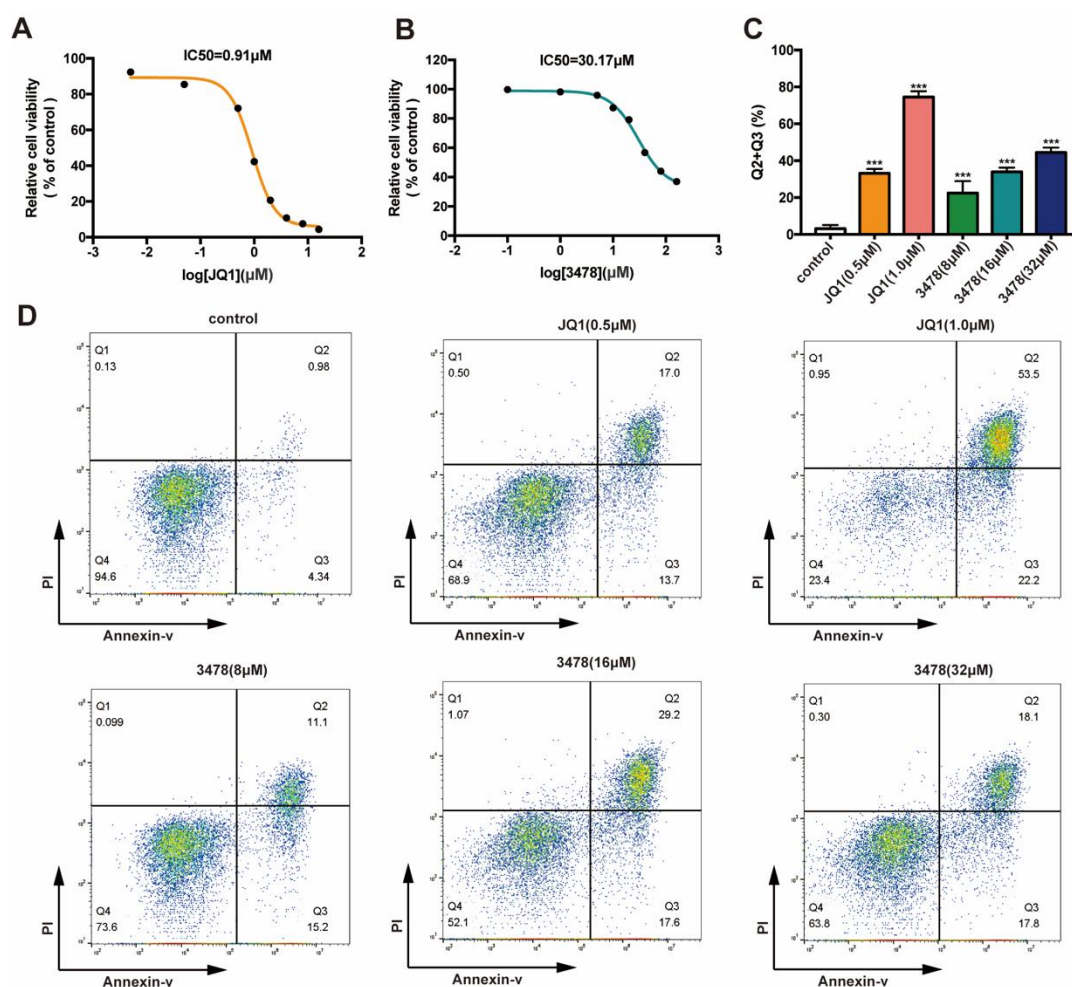 A
IC50=0.91μM
Relative cell viability
( % of control)
100
80
60
40
20
0
-3
-2
-1
0
1
2
log[JQ1](μM)
B
IC50=30.17μM
Relative cell viability
( % of control)
120
100
80
60
40
20
0
-2
-1
0
1
2
3
log[3478](μM)
C
Q2+Q3 (%)
100
80
60
40
20
0
***
***
***
***
***
control
JQ1(0.5μM)
JQ1(1.0μM)
3478(8μM)
3478(16μM)
3478(32μM)
D
control
Q1
0.13
Q2
0.98
Q4
94.6
Q3
4.34
PI
Annexin-v
JQ1(0.5μM)
Q1
0.50
Q2
17.0
Q4
68.9
Q3
13.7
PI
Annexin-v
JQ1(1.0μM)
Q1
0.95
Q2
53.5
Q4
23.4
Q3
22.2
PI
Annexin-v
3478(8μM)
Q1
0.099
Q2
11.1
Q4
73.6
Q3
15.2
PI
Annexin-v
3478(16μM)
Q1
1.07
Q2
29.2
Q4
52.1
Q3
17.6
PI
Annexin-v
3478(32μM)
Q1
0.30
Q2
18.1
Q4
63.8
Q3
17.8
PI
Annexin-v